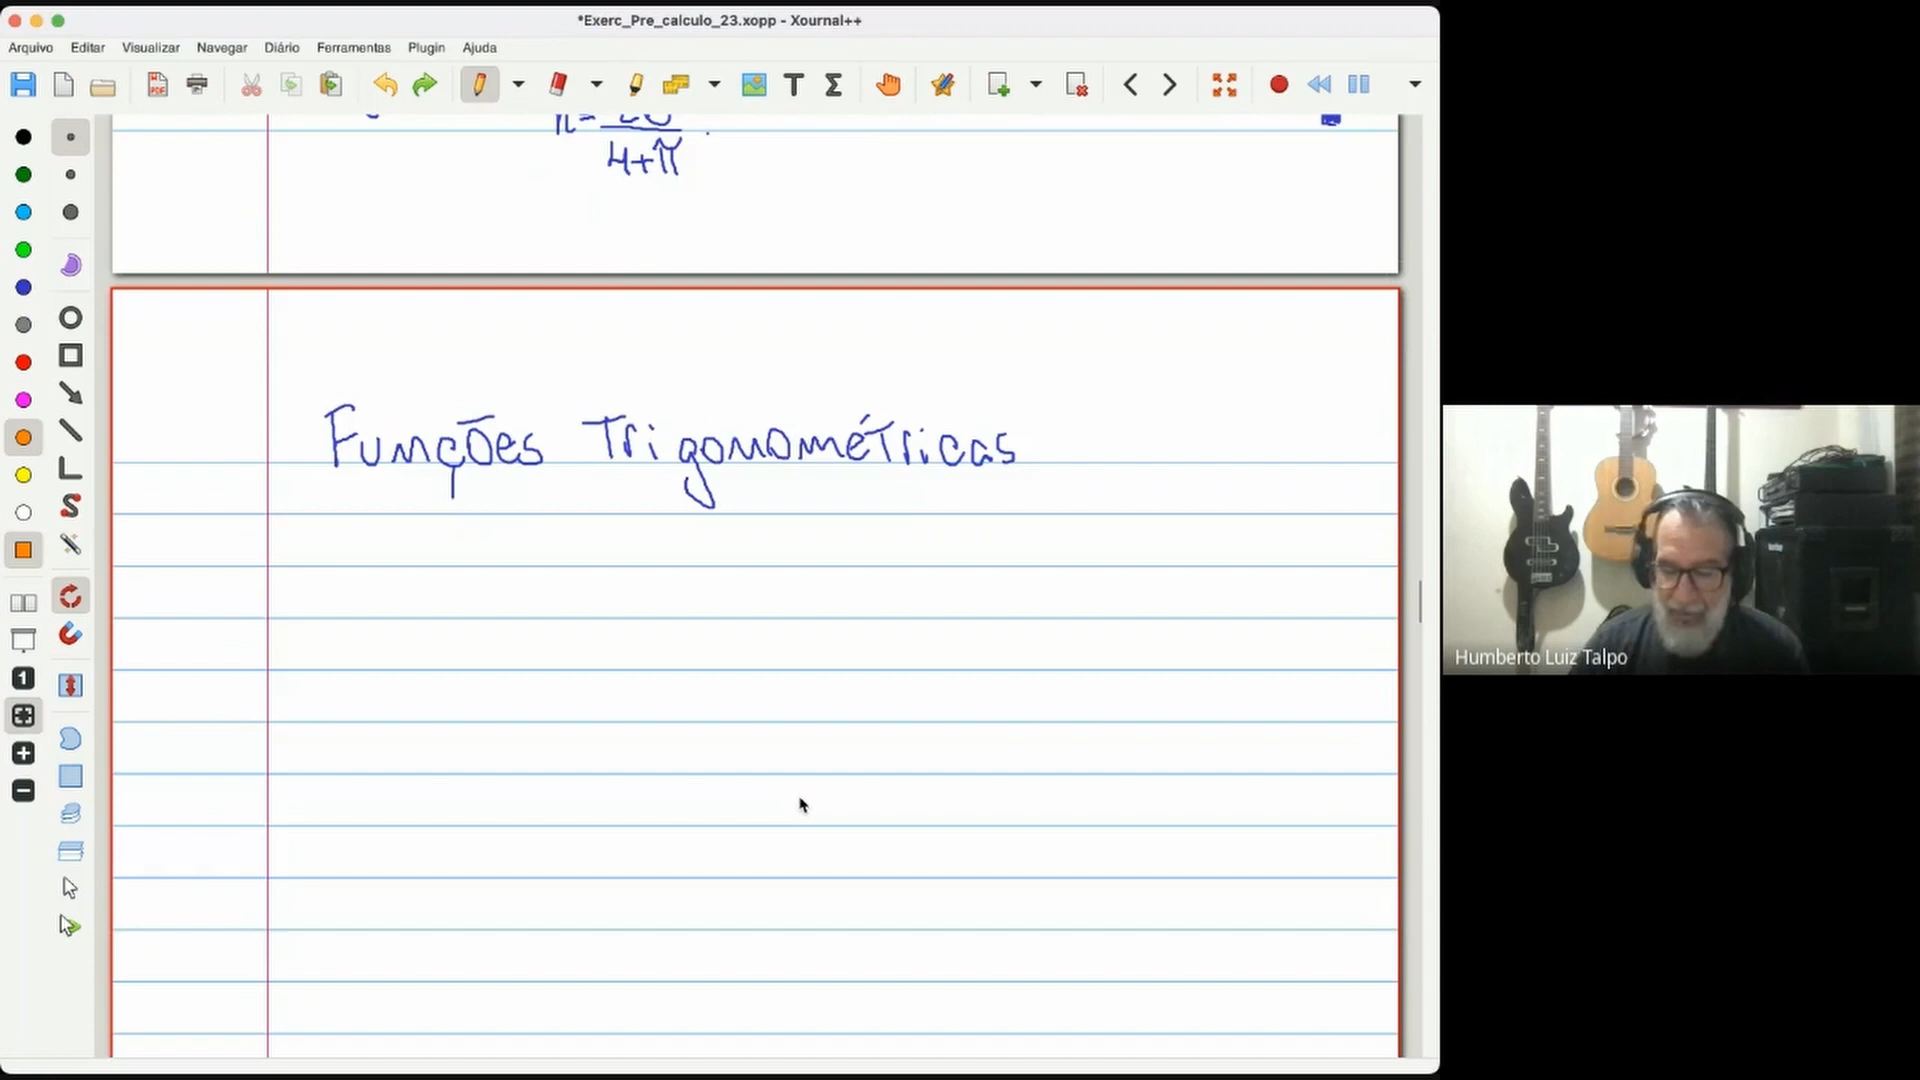 *Exerc_Pre_calculo_23.xopp - Xournal++
Arquivo Editar Visualizar Navegar Diário Ferramentas Plugin Ajuda
4+π
Funções Trigonométricas
Humberto Luiz Talpo